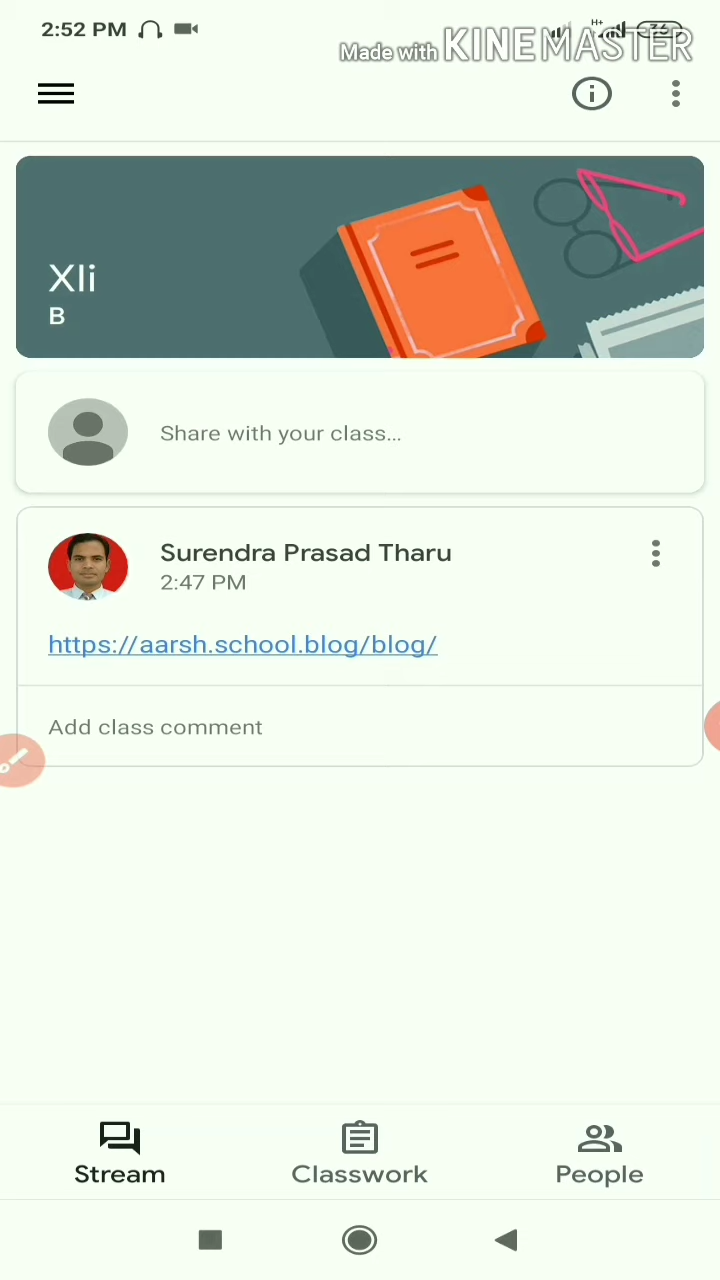 2:52 PM
H+
Made with KINEMASTER
XIi
B
Share with your class...
Surendra Prasad Tharu
2:47 PM
https://aarsh.school.blog/blog/
Add class comment
Stream
Classwork
People